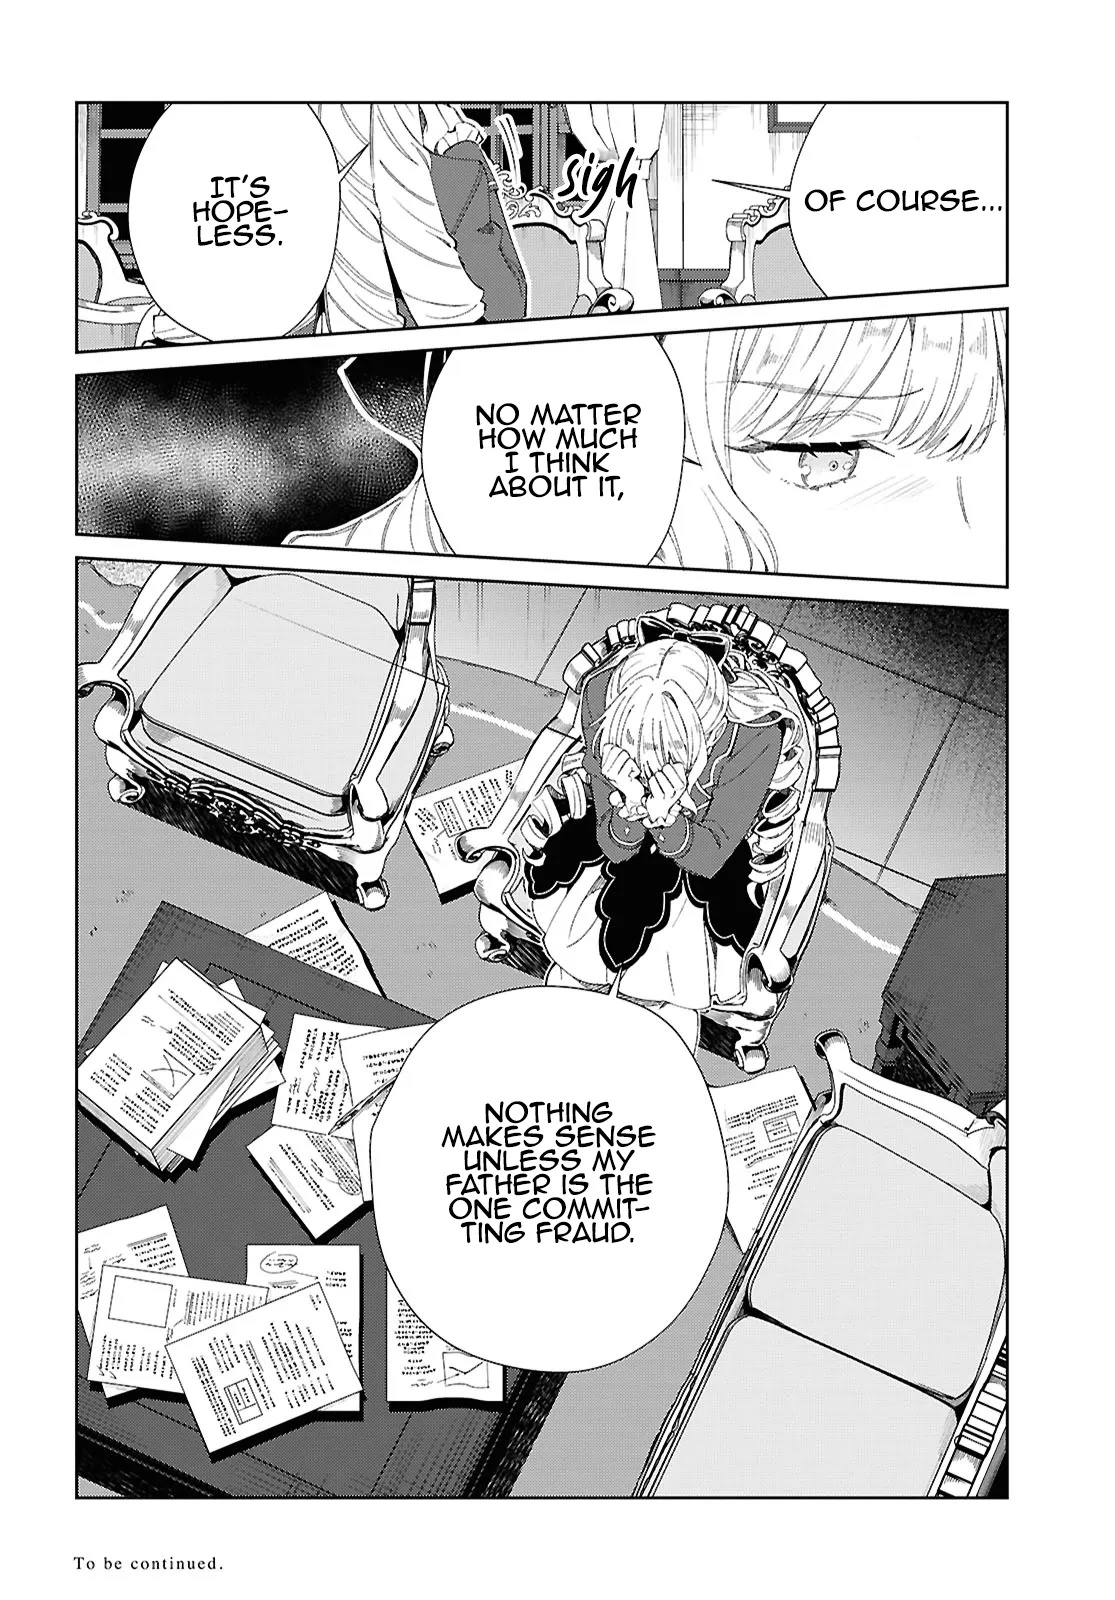 OF COURSE...
sigh
IT'S
HOPE-
LESS.
NO MATTER
HOW MUCH
I THINK
ABOUT IT,
NOTHING
MAKES SENSE
UNLESS MY
FATHER IS THE
ONE COMMIT-
TING FRAUD.
To be continued.